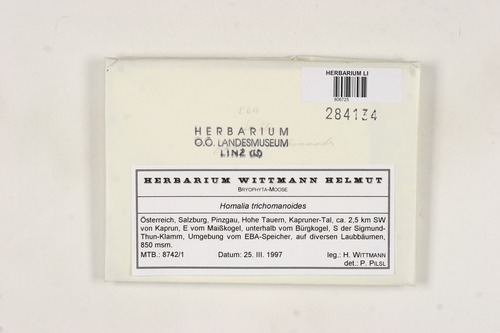 HERBARIUM LI
806725
284134
HERBARIUM
O.Ö. LANDESMUSEUM
LINZ (LI)
HERBARIUM WITTMANN HELMUT
BRYOPHYTA-MOOSE
Homalia trichomanoides
Österreich, Salzburg, Pinzgau, Hohe Tauern, Kapruner-Tal, ca. 2,5 km SW
von Kaprun, E vom Maißkogel, unterhalb vom Bürgkogel, S der Sigmund-
Thun-Klamm, Umgebung vom EBA-Speicher, auf diversen Laubbäumen,
850 msm.
MTB.: 8742/1 Datum: 25. III. 1997 leg.: H. WITTMANN
det.: P. PILSL